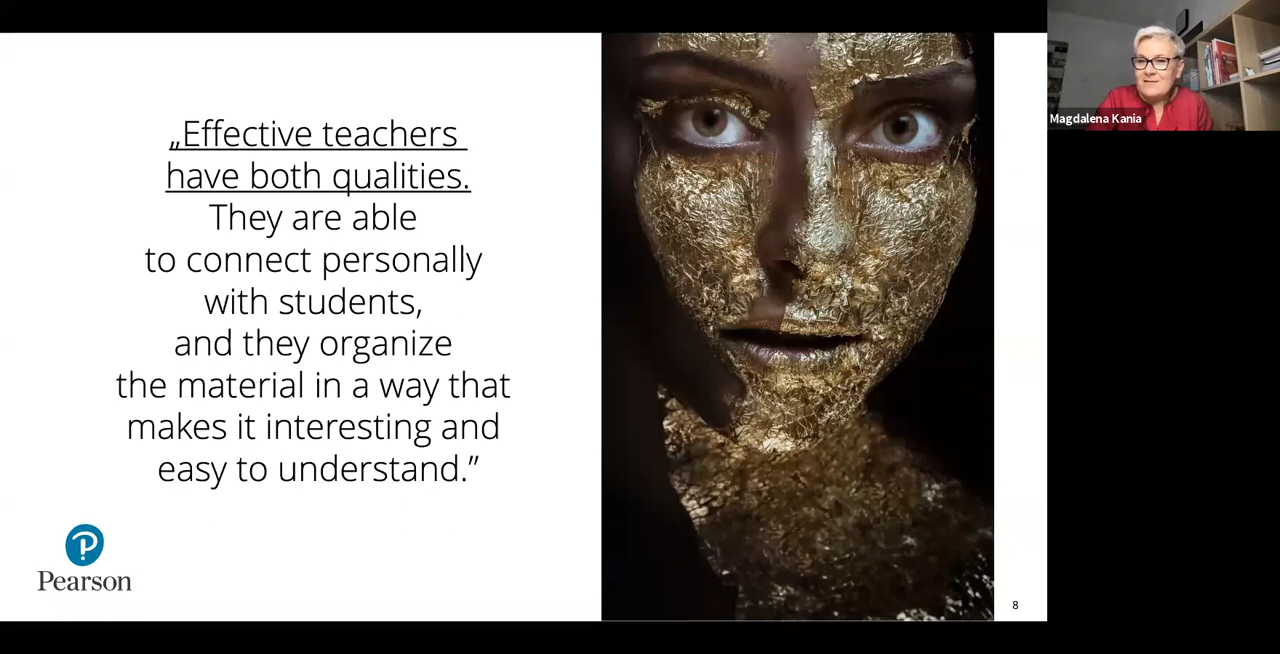 „Effective teachers
have both qualities.
They are able
to connect personally
with students,
and they organize
the material in a way that
makes it interesting and
easy to understand.”
Pearson
8
Magdalena Kania